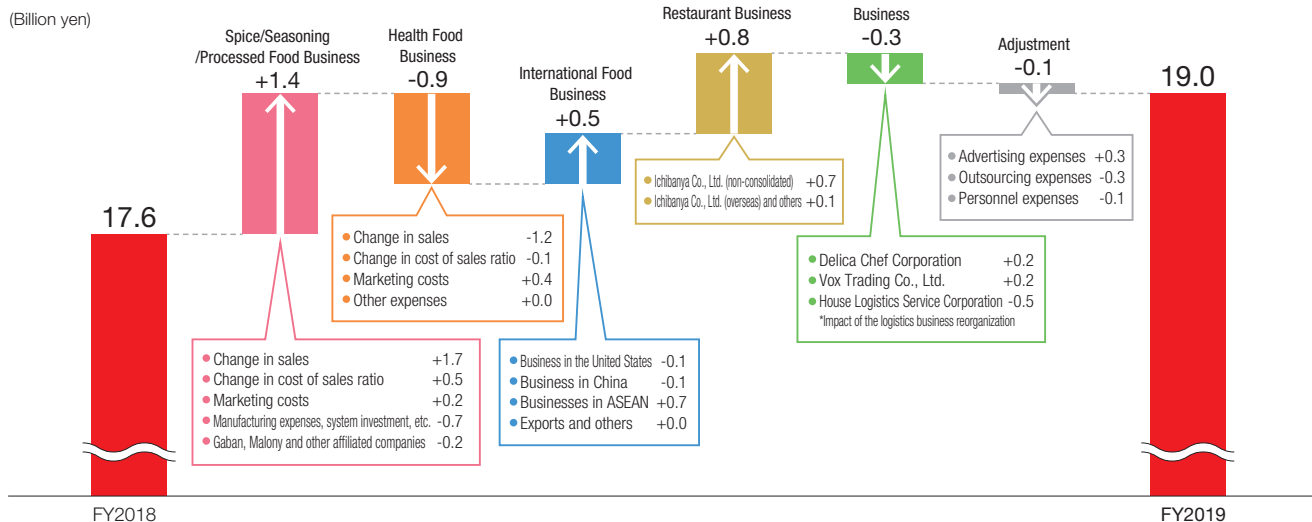 (Billion yen)
17.6
Spice/Seasoning
/Processed Food Business
+1.4
Change in sales +1.7
Change in cost of sales ratio +0.5
Marketing costs +0.2
Manufacturing expenses, system investment, etc. -0.7
Gaban, Malony and other affiliated companies -0.2
Health Food
Business
-0.9
Change in sales -1.2
Change in cost of sales ratio -0.1
Marketing costs +0.4
Other expenses +0.0
International Food
Business
+0.5
Business in the United States -0.1
Business in China -0.1
Businesses in ASEAN +0.7
Exports and others +0.0
Restaurant Business
+0.8
Ichibanya Co., Ltd. (non-consolidated) +0.7
Ichibanya Co., Ltd. (overseas) and others +0.1
Business
-0.3
Delica Chef Corporation +0.2
Vox Trading Co., Ltd. +0.2
House Logistics Service Corporation -0.5
*Impact of the logistics business reorganization
Adjustment
-0.1
Advertising expenses +0.3
Outsourcing expenses -0.3
Personnel expenses -0.1
19.0
FY2018
FY2019